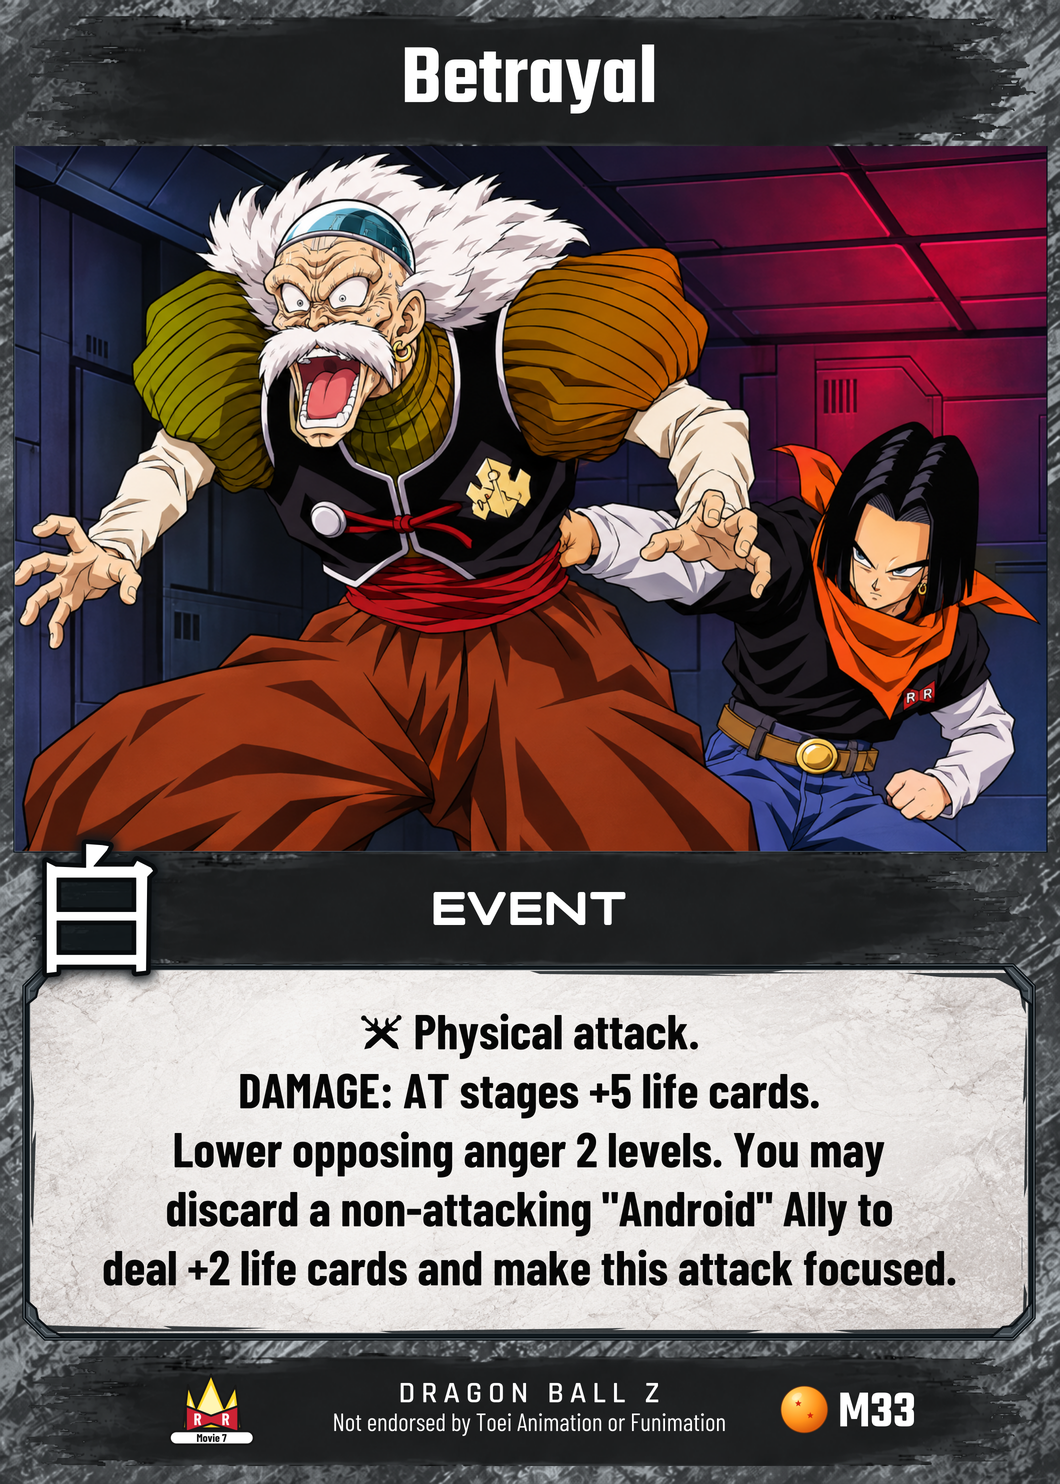 Betrayal
R R
白
EVENT
Physical attack.
DAMAGE: AT stages +5 life cards.
Lower opposing anger 2 levels. You may
discard a non-attacking "Android" Ally to
deal +2 life cards and make this attack focused.
R R
Movie 7
DRAGON BALL Z
Not endorsed by Toei Animation or Funimation
M33